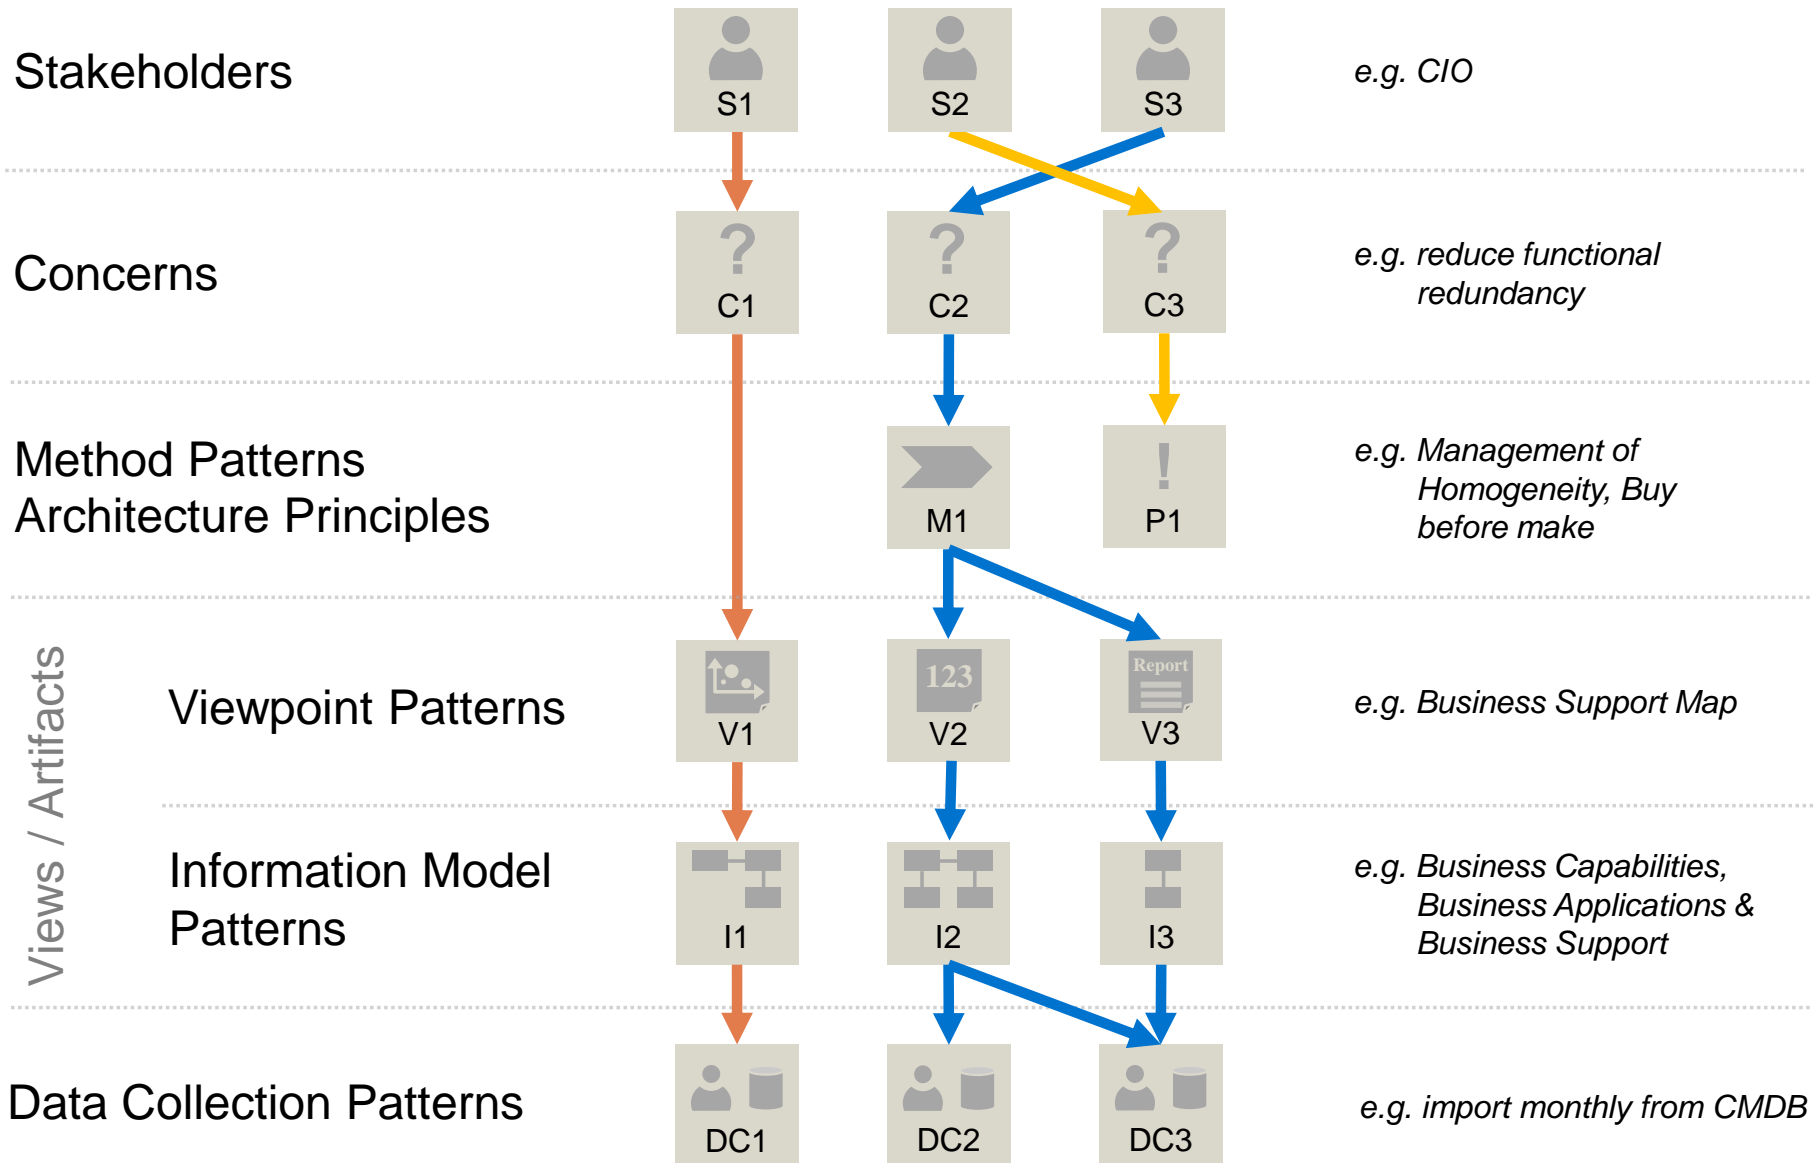 Stakeholders
S1
S2
S3
e.g. CIO
Concerns
?
?
?
C1
C2
C3
e.g. reduce functional
redundancy
Method Patterns
Architecture Principles
!
M1
P1
e.g. Management of
Homogeneity, Buy
before make
Views / Artifacts
Viewpoint Patterns
123
Report
V1
V2
V3
e.g. Business Support Map
Information Model
Patterns
I1
I2
I3
e.g. Business Capabilities,
Business Applications &
Business Support
Data Collection Patterns
DC1
DC2
DC3
e.g. import monthly from CMDB